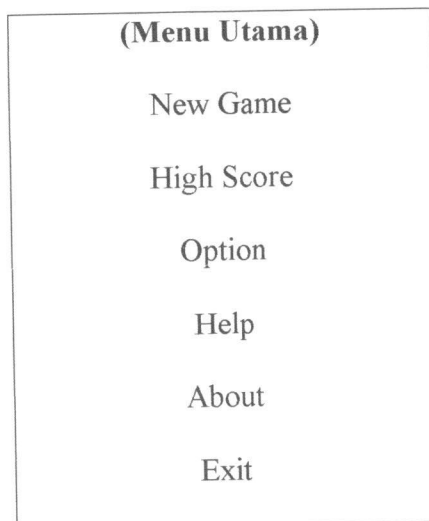 (Menu Utama)
New Game
High Score
Option
Help
About
Exit